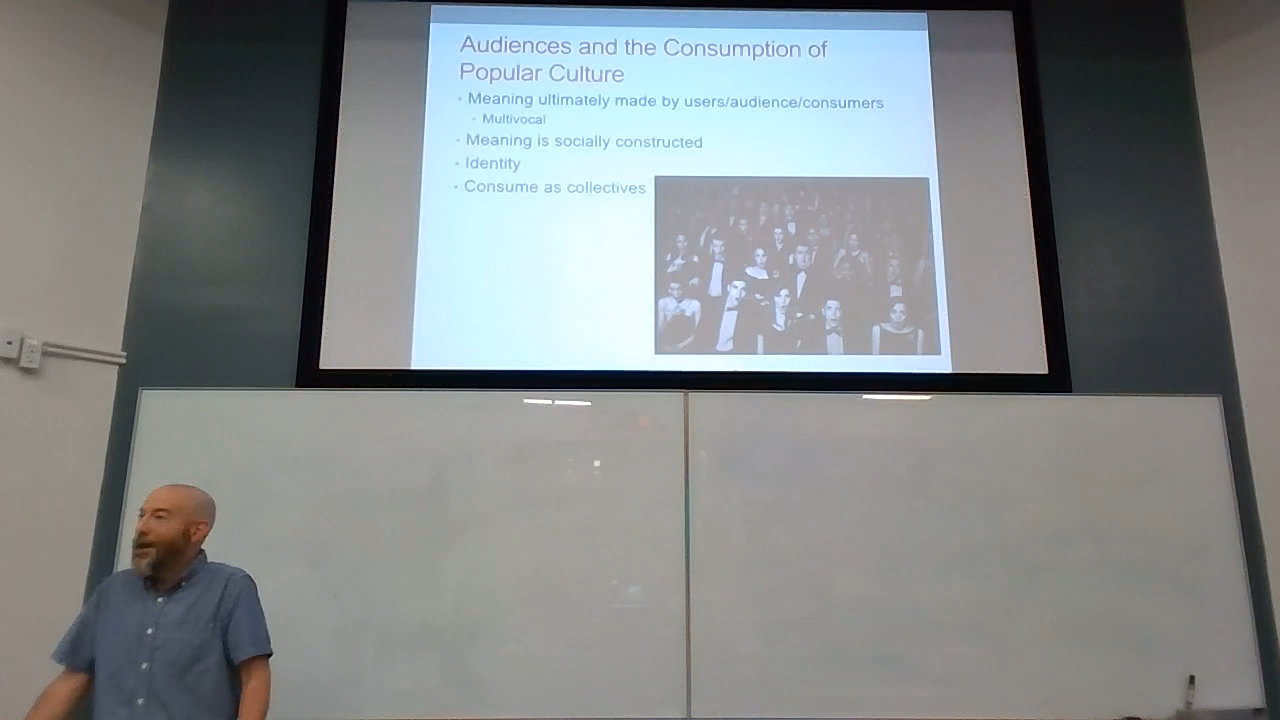 Audiences and the Consumption of
Popular Culture
• Meaning ultimately made by users/audience/consumers
• Multivocal
• Meaning is socially constructed
• Identity
• Consume as collectives